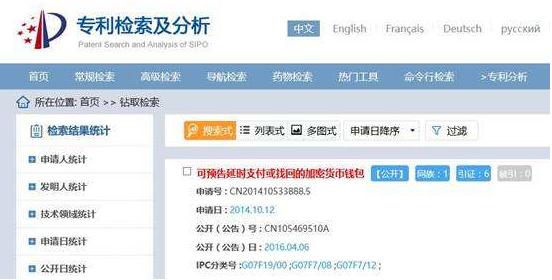 专利检索及分析
Patent Search and Analysis of SIPO
中文 English Français Deutsch русский
首页 常规检索 高级检索 导航检索 药物检索 热门工具 命令行检索 >专利分析
所在位置: 首页 >> 钻取检索
检索结果统计
申请人统计
发明人统计
技术领域统计
申请日统计
公开日统计
搜索式 列表式 多图式 申请日降序 过滤
可预告延时支付或找回的加密货币钱包 【公开】 同族：1 引证：6 被引：0
申请号：CN201410533888.5
申请日：2014.10.12
公开（公告）号：CN105469510A
公开（公告）日：2016.04.06
IPC分类号：G07F19/00 ;G07F7/08 ;G07F7/12 ;